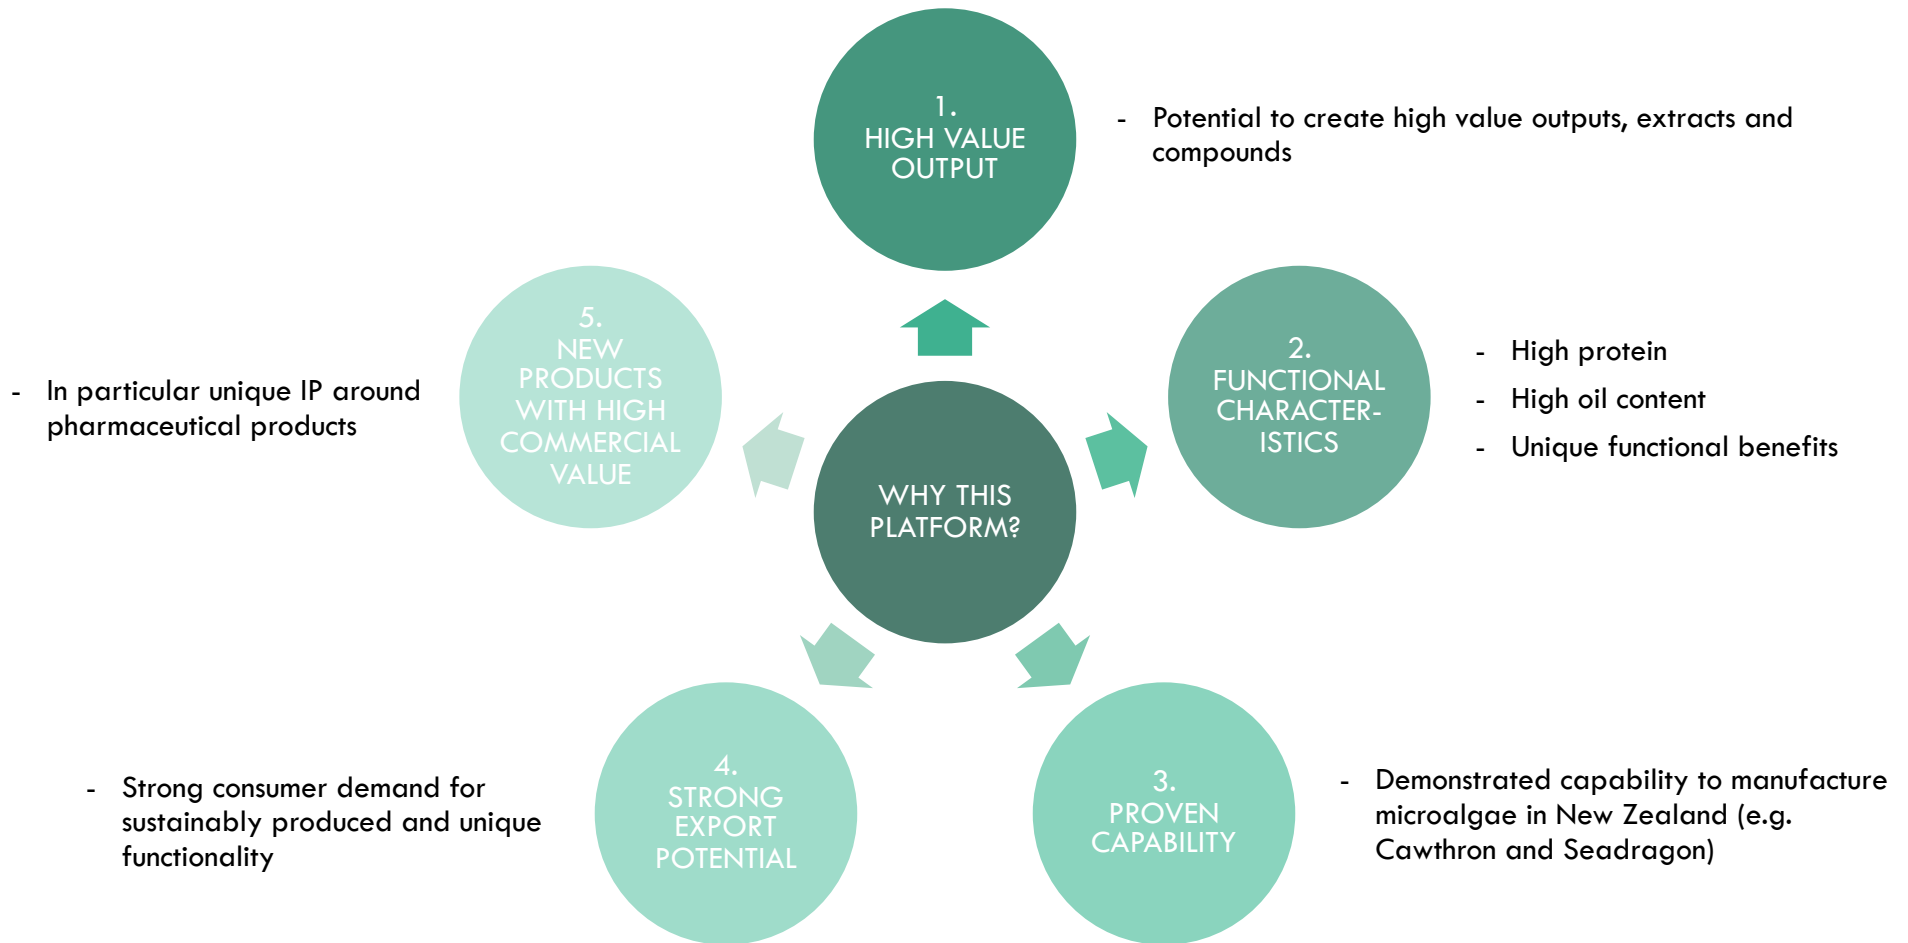 1.
HIGH VALUE
OUTPUT
- Potential to create high value outputs, extracts and
compounds
2.
FUNCTIONAL
CHARACTER-
ISTICS
- High protein
- High oil content
- Unique functional benefits
5.
NEW
PRODUCTS
WITH HIGH
COMMERCIAL
VALUE
- In particular unique IP around
pharmaceutical products
WHY THIS
PLATFORM?
4.
STRONG
EXPORT
POTENTIAL
- Strong consumer demand for
sustainably produced and unique
functionality
3.
PROVEN
CAPABILITY
- Demonstrated capability to manufacture
microalgae in New Zealand (e.g.
Cawthron and Seadragon)